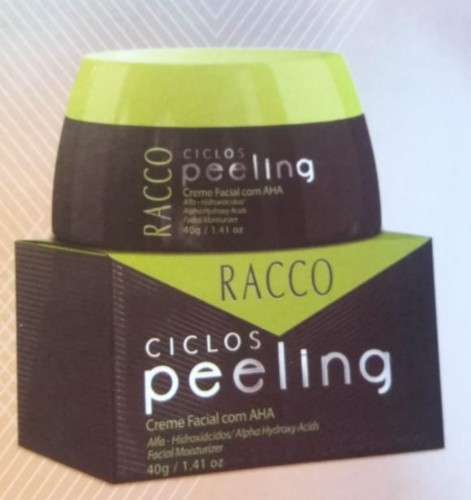 RACCO
CICLOS
peeling
Creme Facial com AHA
Alfa - Hidroxiácidos/
Alpha Hydroxy Acids
Facial Moisturizer
40g / 1.41 oz
RACCO
CICLOS
peeling
Creme Facial com AHA
Alfa - Hidroxiácidos/ Alpha Hydroxy Acids
Facial Moisturizer
40g / 1.41 oz